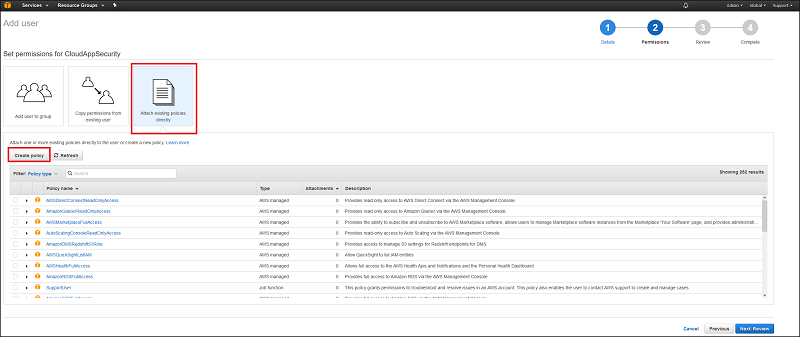 Services Resource Groups Admin Global Support
Add user
1 2 3 4
Details Permissions Review Complete
Set permissions for CloudAppSecurity
Add user to group
Copy permissions from existing user
Attach existing policies directly
Attach one or more existing policies directly to the user or create a new policy. Learn more
Create policy Refresh
Filter: Policy type Search Showing 282 results
Policy name Type Attachments Description
AWSDirectConnectReadOnlyAccess AWS managed 0 Provides read only access to AWS Direct Connect via the AWS Management Console.
AmazonGlacierReadOnlyAccess AWS managed 0 Provides read only access to Amazon Glacier via the AWS Management Console.
AWSMarketplaceFullAccess AWS managed 0 Provides the ability to subscribe and unsubscribe to AWS Marketplace software, allows users to manage Marketplace software instances from the Marketplace 'Your Software' page, and provides administrati...
AutoScalingConsoleReadOnlyAccess AWS managed 0 Provides read-only access to Auto Scaling via the AWS Management Console.
AmazonDMSRedshiftS3Role AWS managed 0 Provides access to manage S3 settings for Redshift endpoints for DMS.
AWSQuickSightListIAM AWS managed 0 Allow QuickSight to list IAM entities
AWSHealthFullAccess AWS managed 0 Allows full access to the AWS Health Apis and Notifications and the Personal Health Dashboard
AmazonRDSFullAccess AWS managed 0 Provides full access to Amazon RDS via the AWS Management Console.
SupportUser Job function 0 This policy grants permissions to troubleshoot and resolve issues in an AWS account. This policy also enables the user to contact AWS support to create and manage cases.
Cancel Previous Next: Review